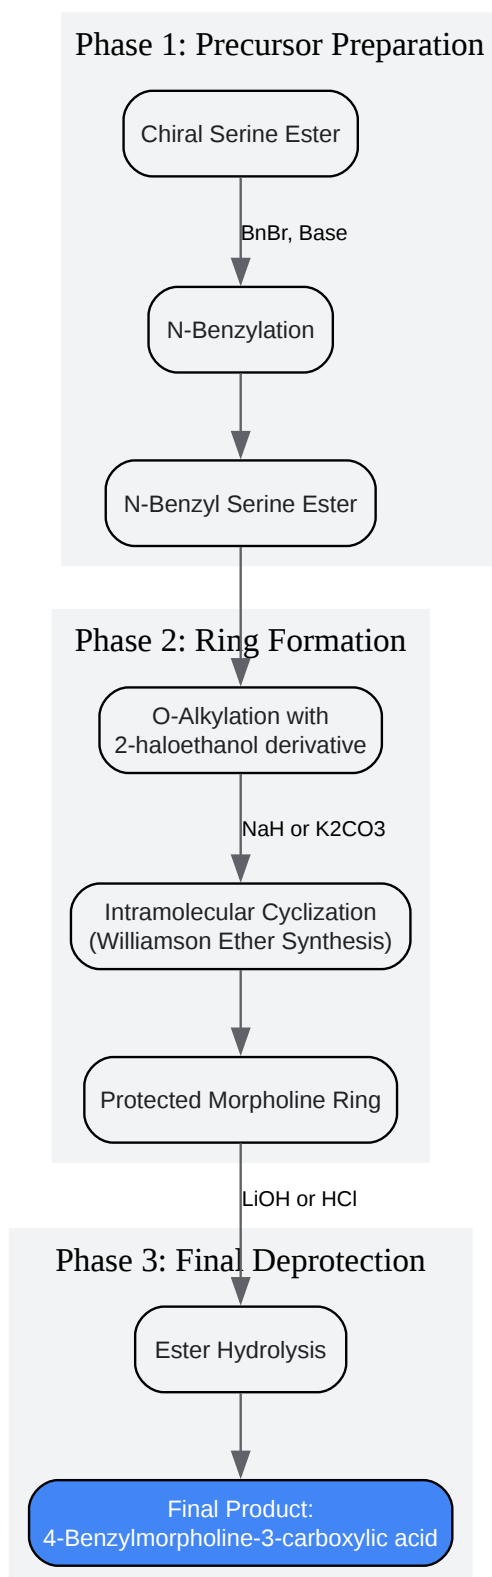 Phase 1: Precursor Preparation
Chiral Serine Ester
BnBr, Base
N-Benzylation
N-Benzyl Serine Ester
Phase 2: Ring Formation
O-Alkylation with
2-haloethanol derivative
NaH or K2CO3
Intramolecular Cyclization
(Williamson Ether Synthesis)
Protected Morpholine Ring
LiOH or HCl
Phase 3: Final Deprotection
Ester Hydrolysis
Final Product:
4-Benzylmorpholine-3-carboxylic acid